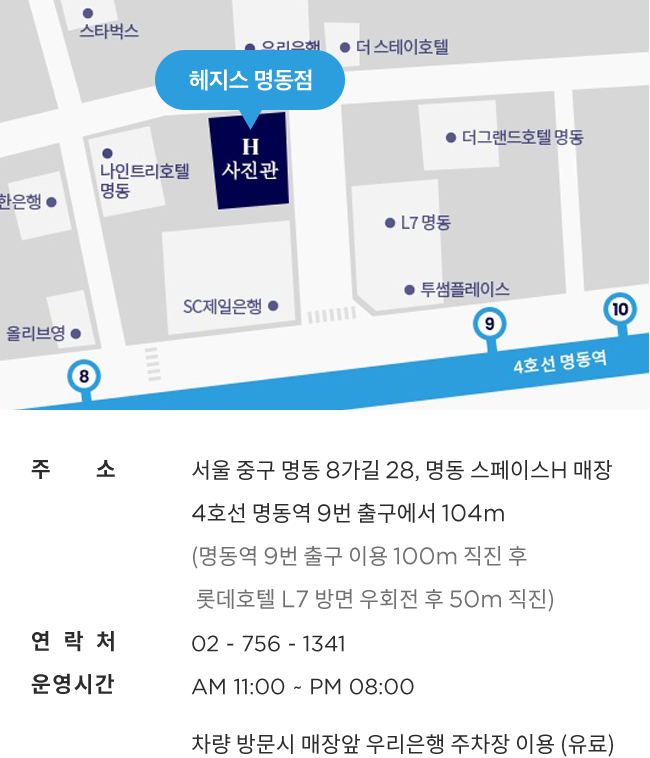 스타벅스
우리은행
더 스테이호텔
헤지스 명동점
H
사진관
더그랜드호텔 명동
나인트리호텔
명동
한은행
L7 명동
SC제일은행
투썸플레이스
올리브영
8
9
10
4호선 명동역
주 소 서울 중구 명동 8가길 28, 명동 스페이스H 매장
4호선 명동역 9번 출구에서 104m
(명동역 9번 출구 이용 100m 직진 후
롯데호텔 L7 방면 우회전 후 50m 직진)
연 락 처 02 - 756 - 1341
운영시간 AM 11:00 ~ PM 08:00
차량 방문시 매장앞 우리은행 주차장 이용 (유료)